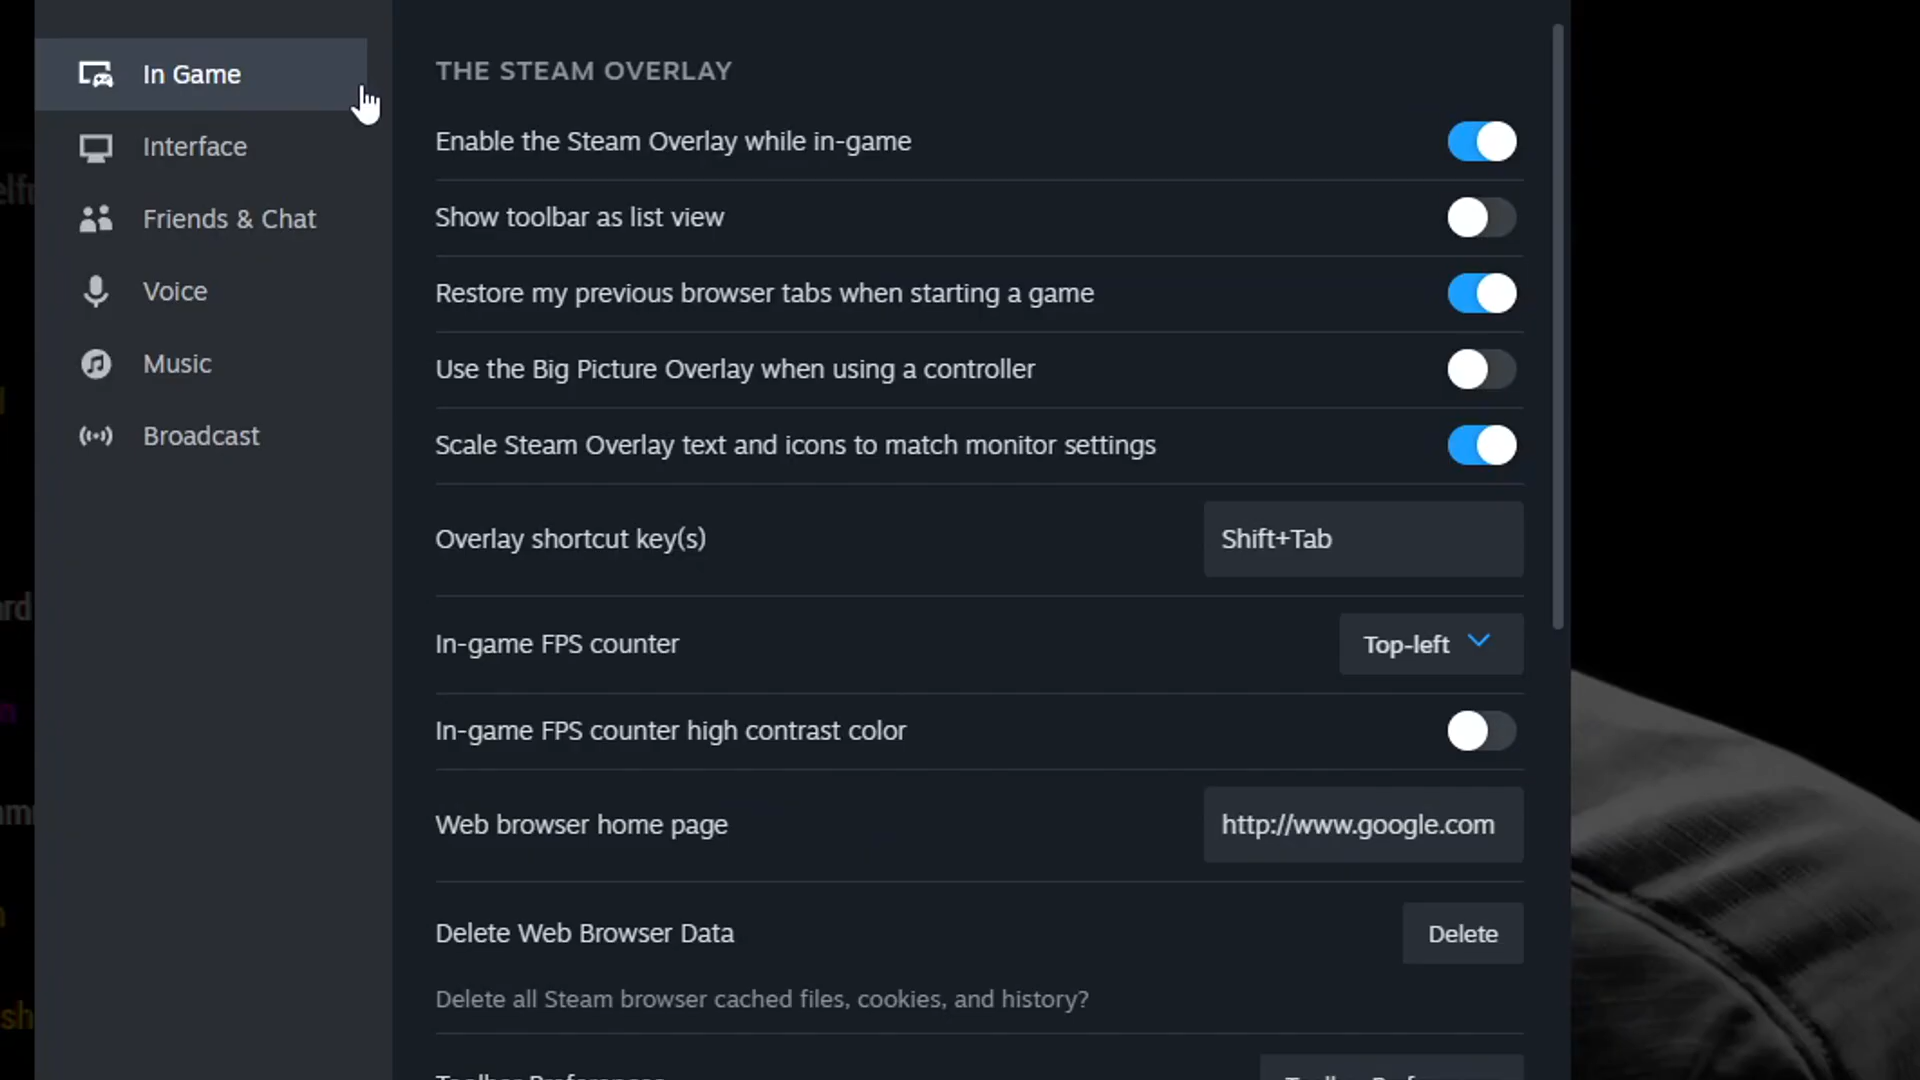 In Game
Interface
Friends & Chat
Voice
Music
Broadcast
THE STEAM OVERLAY
Enable the Steam Overlay while in-game
Show toolbar as list view
Restore my previous browser tabs when starting a game
Use the Big Picture Overlay when using a controller
Scale Steam Overlay text and icons to match monitor settings
Overlay shortcut key(s)
Shift+Tab
In-game FPS counter
Top-left
In-game FPS counter high contrast color
Web browser home page
http://www.google.com
Delete Web Browser Data
Delete
Delete all Steam browser cached files, cookies, and history?